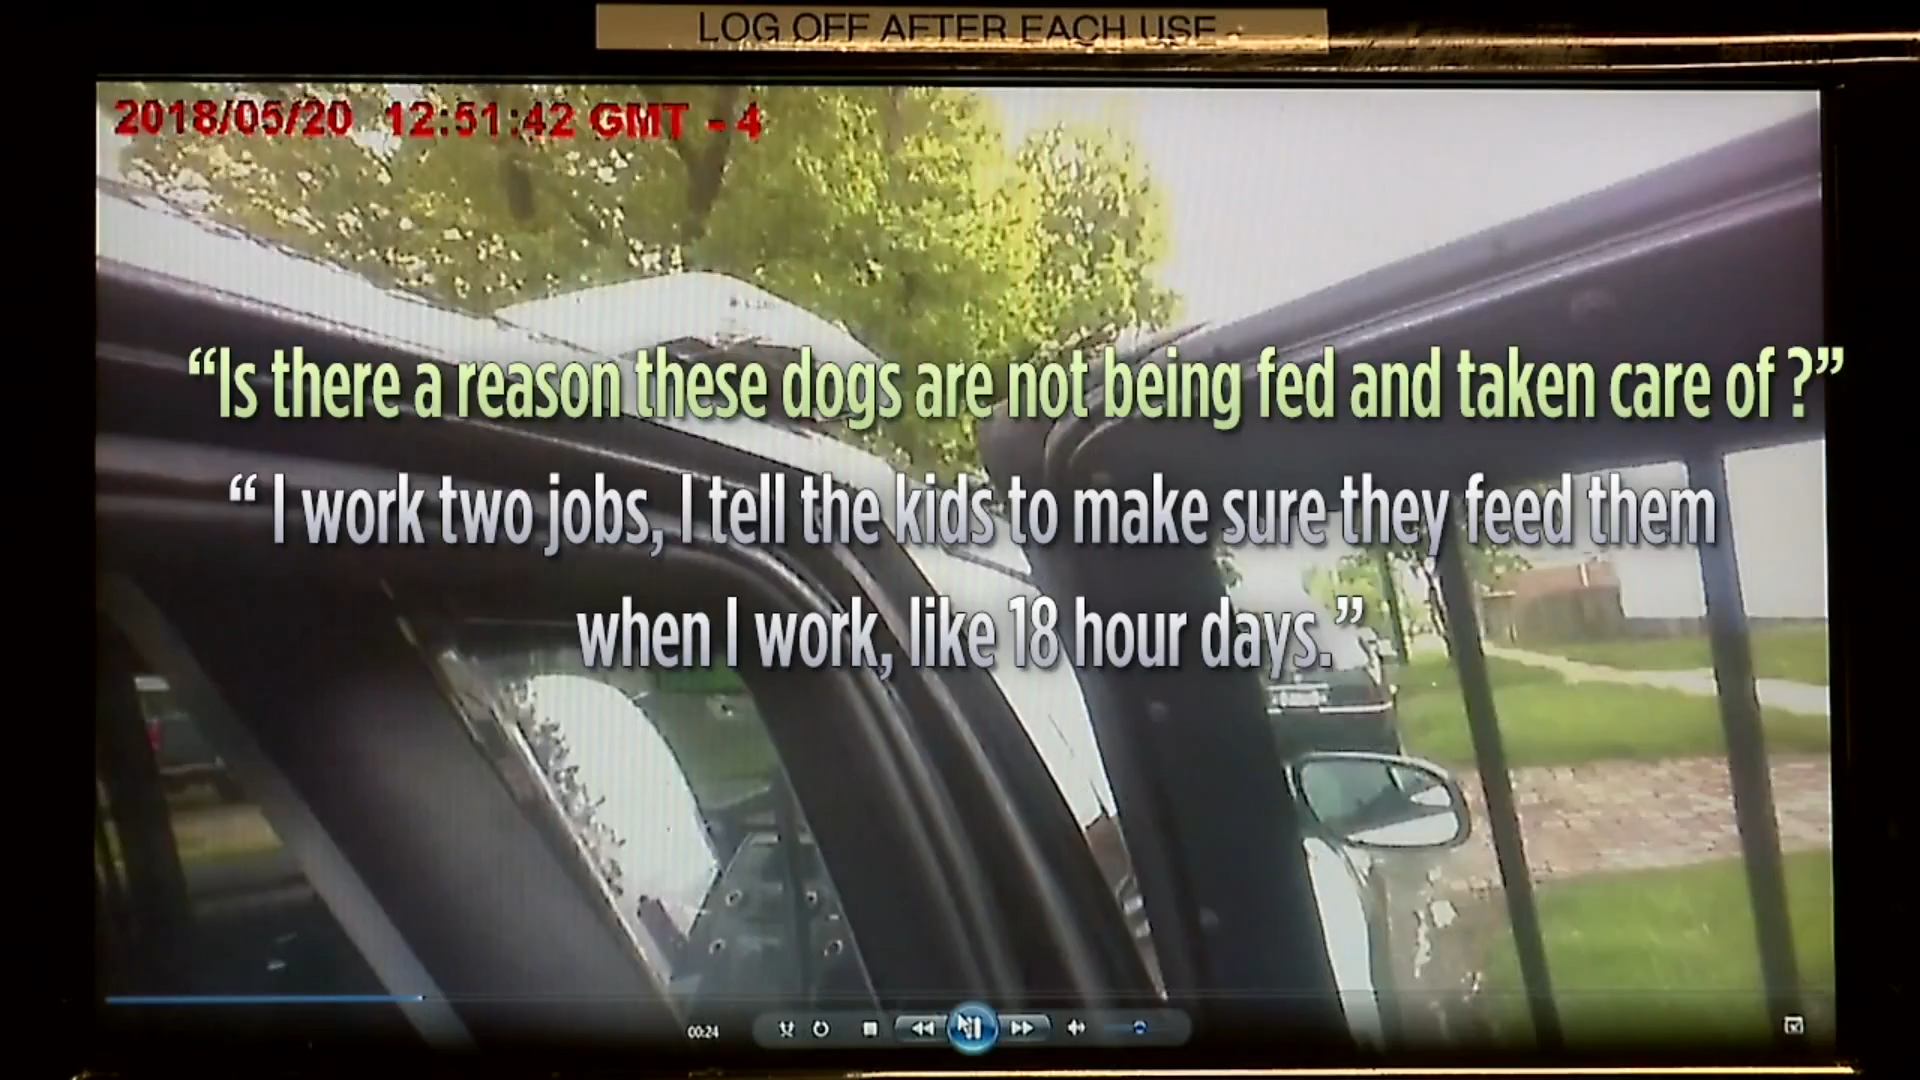 LOG OFF AFTER EACH USE
2018/05/20 12:51:42 GMT - 4
“Is there a reason these dogs are not being fed and taken care of ?”
“ I work two jobs, I tell the kids to make sure they feed them
when I work, like 18 hour days.”
00:24